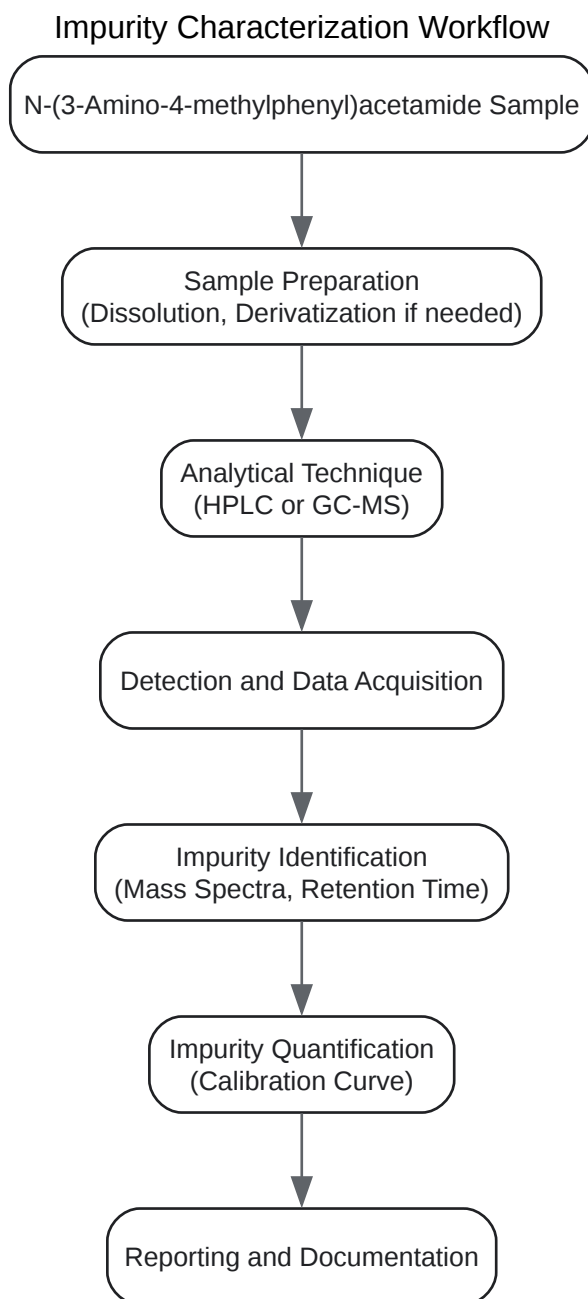 Impurity Characterization Workflow
N-(3-Amino-4-methylphenyl)acetamide Sample
Sample Preparation
(Dissolution, Derivatization if needed)
Analytical Technique
(HPLC or GC-MS)
Detection and Data Acquisition
Impurity Identification
(Mass Spectra, Retention Time)
Impurity Quantification
(Calibration Curve)
Reporting and Documentation